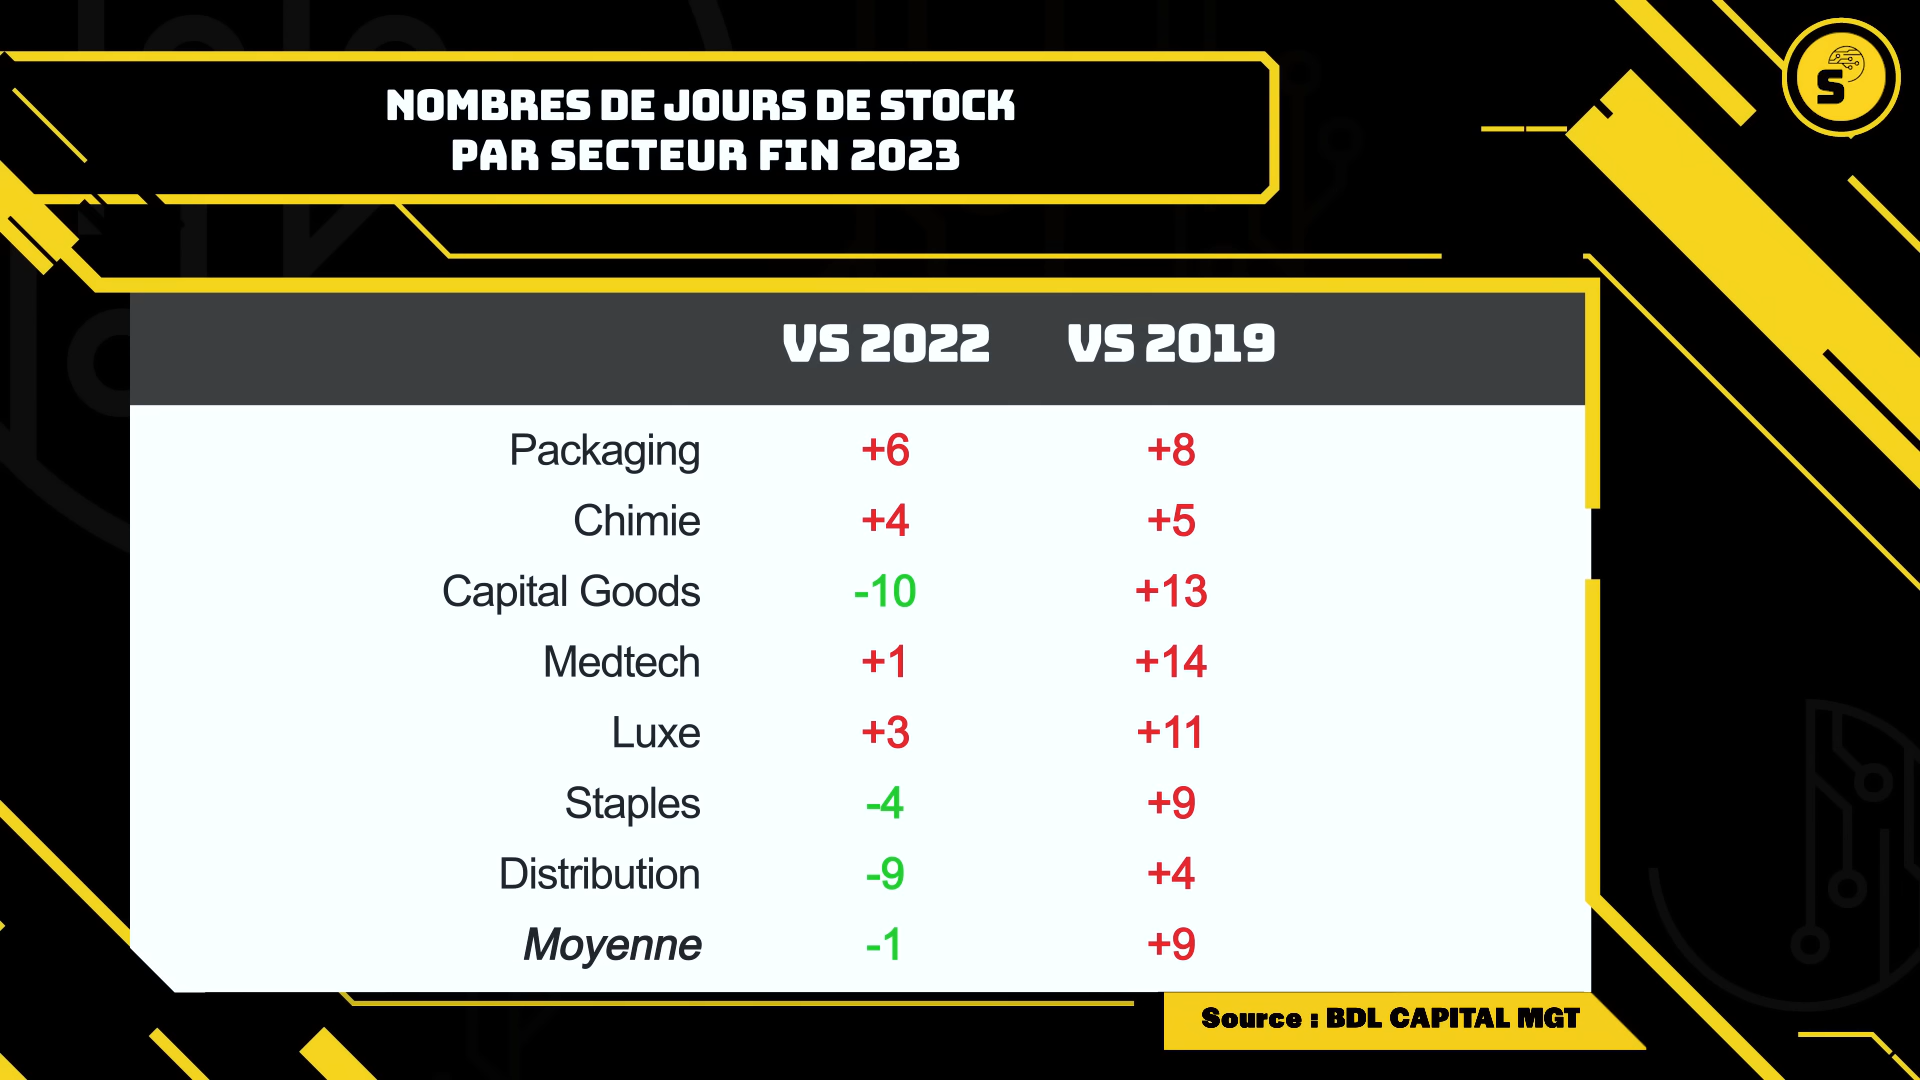 NOMBRES DE JOURS DE STOCK
PAR SECTEUR FIN 2023
S
VS 2022 VS 2019
Packaging +6 +8
Chimie +4 +5
Capital Goods -10 +13
Medtech +1 +14
Luxe +3 +11
Staples -4 +9
Distribution -9 +4
Moyenne -1 +9
Source : BDL CAPITAL MGT